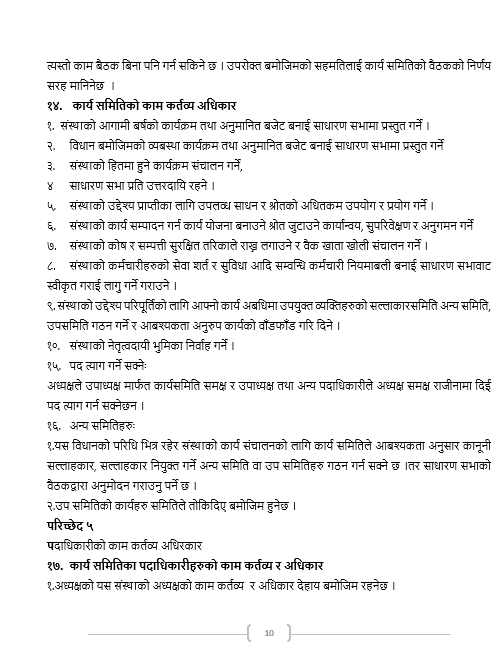 त्यस्तो काम बैठक बिना पनि गर्न सकिने छ । उपरोक्त बमोजिमको सहमतिलाई कार्य समितिको वैठकको निर्णय
सरह मानिनेछ ।
१४. कार्य समितिको काम कर्तव्य अधिकार
१. संस्थाको आगामी बर्षको कार्यक्रम तथा अनुमानित बजेट बनाई साधारण सभामा प्रस्तुत गर्ने ।
२. विधान बमोजिमको व्यबस्था कार्यक्रम तथा अनुमानित बजेट बनाई साधारण सभामा प्रस्तुत गर्ने
३. संस्थाको हितमा हुने कार्यक्रम संचालन गर्ने,
४ साधारण सभा प्रति उत्तरदायि रहने ।
५. संस्थाको उद्देश्य प्राप्तीका लागि उपलव्ध साधन र श्रोतको अधितकम उपयोग र प्रयोग गर्ने ।
६. संस्थाको कार्य सम्पादन गर्न कार्य योजना बनाउने श्रोत जुटाउने कार्यान्वय, सुपरिवेक्षण र अनुगमन गर्ने
७. संस्थाको कोष र सम्पत्ती सुरक्षित तरिकाले राख्न लगाउने र वैक खाता खोली संचालन गर्ने ।
८. संस्थाको कर्मचारीहरुको सेवा शर्त र सुविधा आदि सम्वन्धि कर्मचारी नियमाबली बनाई साधारण सभावाट
स्वीकृत गराई लागु गर्ने गराउने ।
९. संस्थाको उद्देश्य परिपूर्तिको लागि आफ्नो कार्य अबधिमा उपयुक्त व्यक्तिहरुको सल्लाकारसमिति अन्य समिति,
उपसमिति गठन गर्ने र आबश्यकता अनुरुप कार्यको वाँडफाँड गरि दिने ।
१०. संस्थाको नेतृत्वदायी भुमिका निर्वाह गर्ने ।
१५. पद त्याग गर्ने सक्नेः
अध्यक्षले उपाध्यक्ष मार्फत कार्यसमिति समक्ष र उपाध्यक्ष तथा अन्य पदाधिकारीले अध्यक्ष समक्ष राजीनामा दिई
पद त्याग गर्न सक्नेछन ।
१६. अन्य समितिहरुः
१.यस विधानको परिधि भित्र रहेर संस्थाको कार्य संचालनको लागि कार्य समितिले आबश्यकता अनुसार कानूनी
सल्लाहकार, सल्लाहकार नियुक्त गर्ने अन्य समिति वा उप समितिहरु गठन गर्न सक्ने छ ।तर साधारण सभाको
वैठकद्वारा अनुमोदन गराउनु पर्ने छ ।
२.उप समितिको कार्यहरु समितिले तोकिदिए बमोजिम हुनेछ ।
परिच्छेद ५
पदाधिकारीको काम कर्तव्य अधिरकार
१७. कार्य समितिका पदाधिकारीहरुको काम कर्तव्य र अधिकार
१.अध्यक्षको यस संस्थाको अध्यक्षको काम कर्तव्य र अधिकार देहाय बमोजिम रहनेछ ।
10